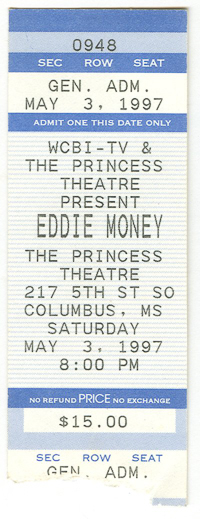 0948
SEC ROW SEAT
GEN. ADM.
MAY 3, 1997
ADMIT ONE THIS DATE ONLY
WCBI-TV &
THE PRINCESS
THEATRE
PRESENT
EDDIE MONEY
THE PRINCESS
THEATRE
217 5TH ST SO
COLUMBUS, MS
SATURDAY
MAY 3, 1997
8:00 PM
NO REFUND PRICE NO EXCHANGE
$15.00
SEC ROW SEAT
GEN. ADM.